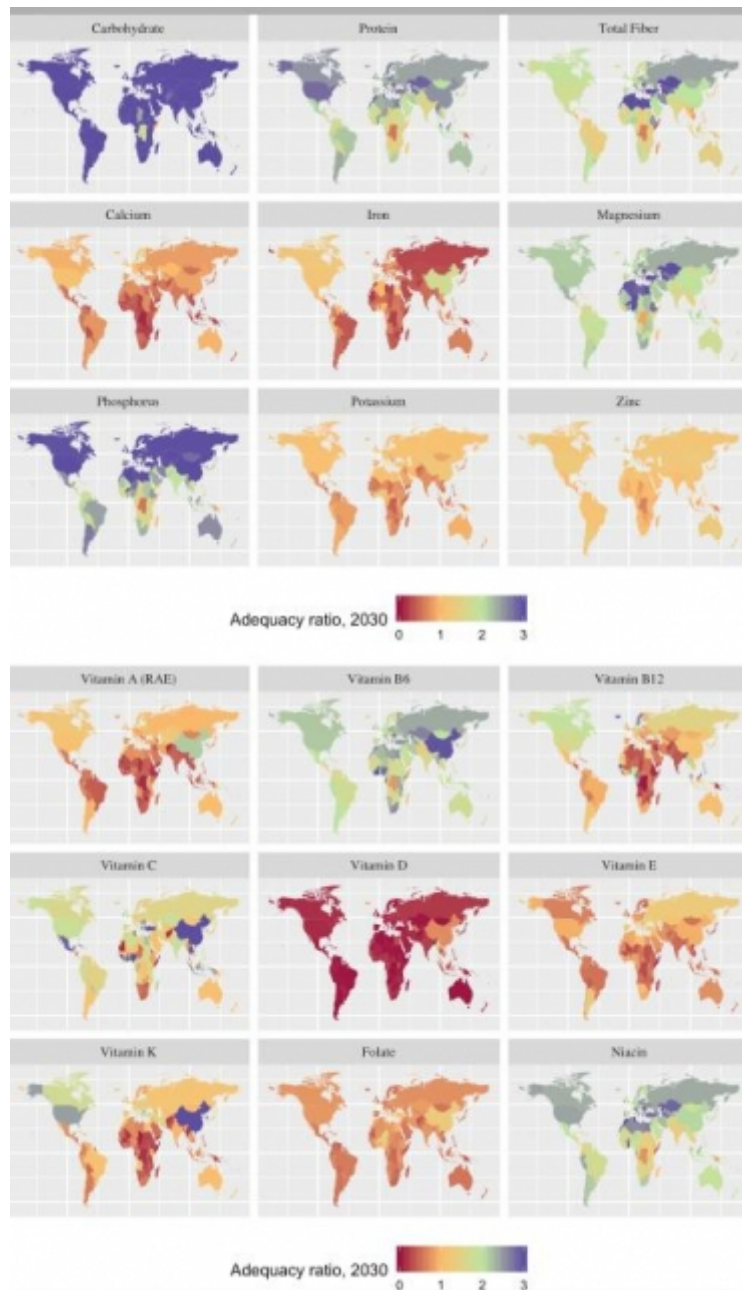 Carbohydrate Protein Total Fiber
Calcium Iron Magnesium
Phosphorus Potassium Zinc
Adequacy ratio, 2030
0 1 2 3
Vitamin A (RAE) Vitamin B6 Vitamin B12
Vitamin C Vitamin D Vitamin E
Vitamin K Folate Niacin
Adequacy ratio, 2030
0 1 2 3